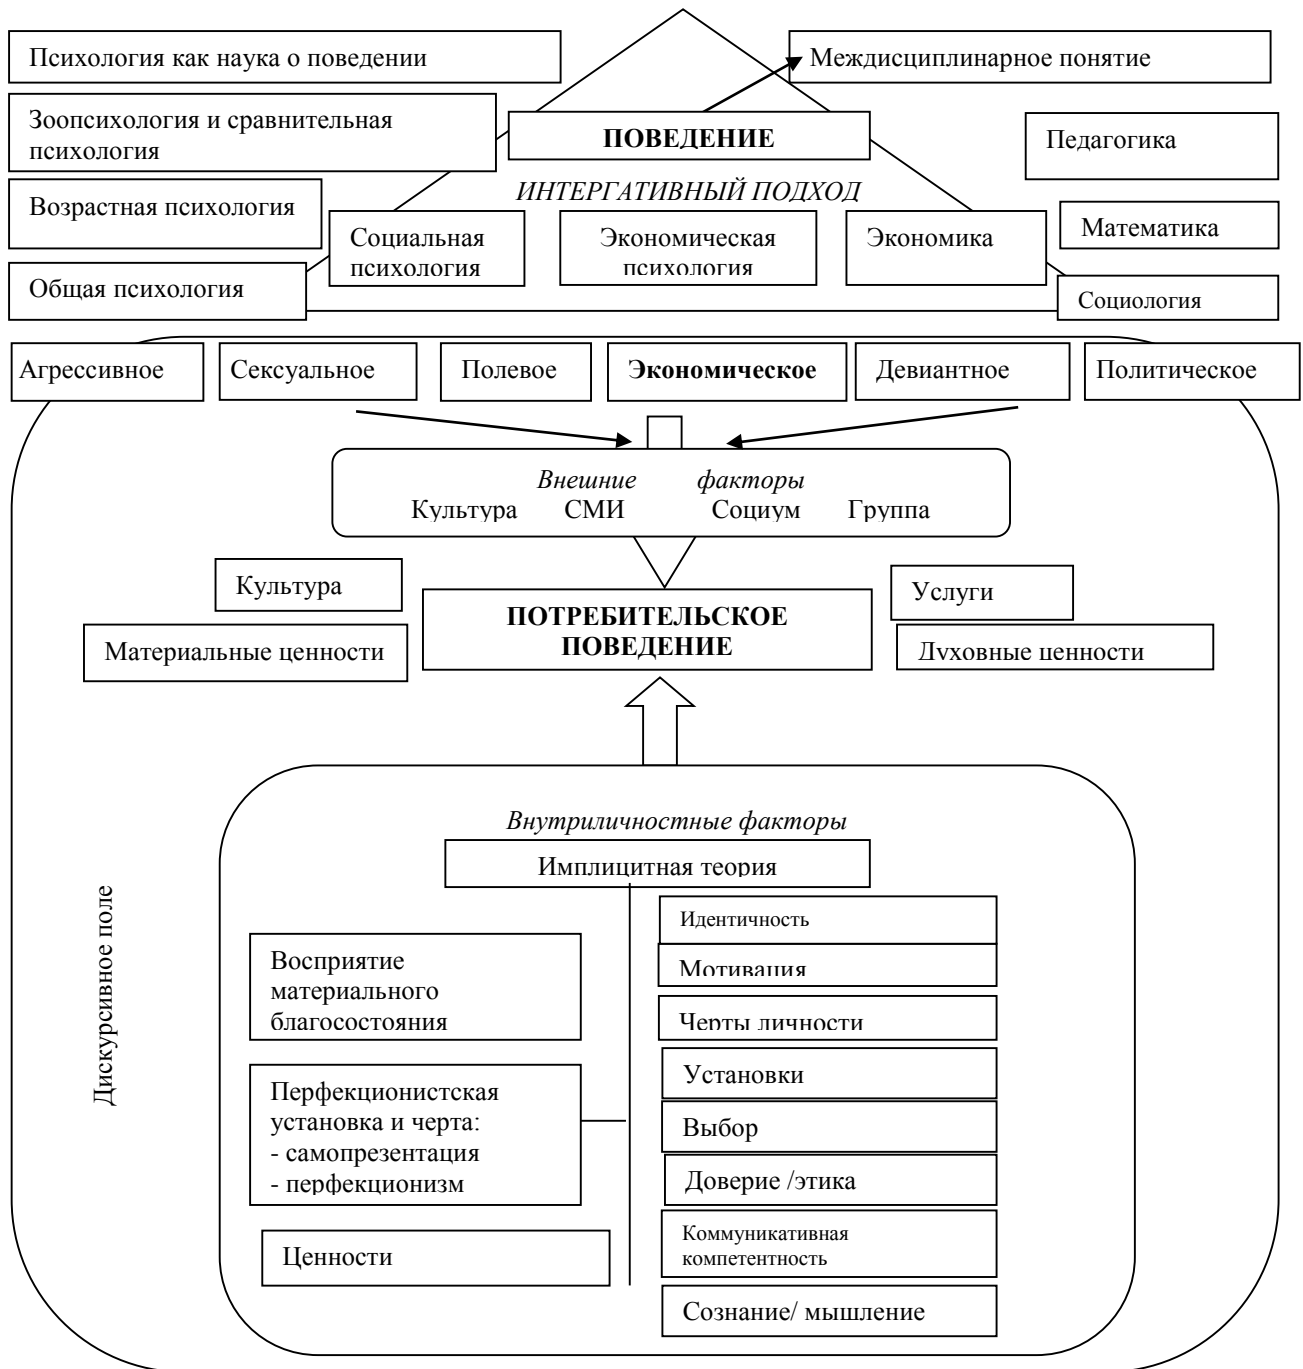 Психология как наука о поведении
Междисциплинарное понятие
Зоопсихология и сравнительная
психология
ПОВЕДЕНИЕ
Педагогика
ИНТЕРГАТИВНЫЙ ПОДХОД
Возрастная психология
Социальная
психология
Экономическая
психология
Экономика
Математика
Общая психология
Социология
Агрессивное
Сексуальное
Полевое
Экономическое
Девиантное
Политическое
Внешние факторы
Культура СМИ Социум Группа
Культура
Услуги
ПОТРЕБИТЕЛЬСКОЕ
ПОВЕДЕНИЕ
Материальные ценности
Духовные ценности
Внутриличностные факторы
Имплицитная теория
Дискурсивное поле
Восприятие
материального
благосостояния
Перфекционистская
установка и черта:
- самопрезентация
- перфекционизм
Ценности
Идентичность
Мотивация
Черты личности
Установки
Выбор
Доверие /этика
Коммуникативная
компетентность
Сознание/ мышление